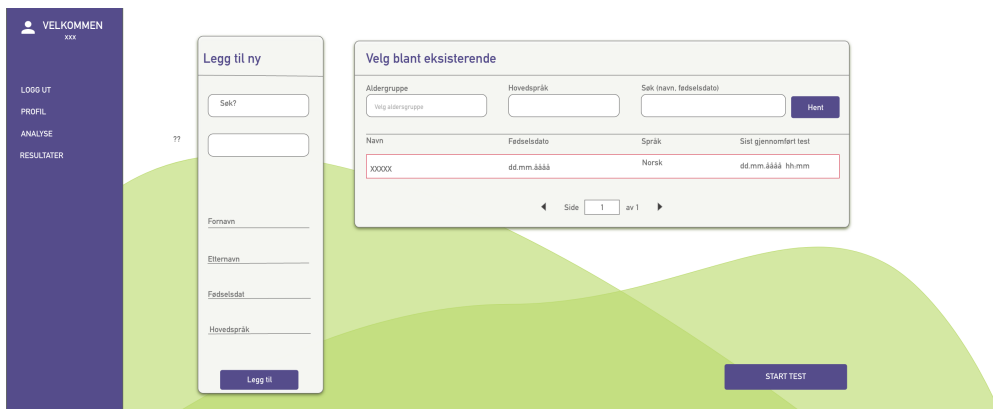 VELKOMMEN
xxx
LOGG UT
PROFIL
ANALYSE
RESULTATER
??
Legg til ny
Søk?
Fornavn
Etternavn
Fødselsdat
Hovedspråk
Legg til
Velg blant eksisterende
Aldergruppe Hovedspråk Søk (navn, fødselsdato)
Velg aldersgruppe Hent
Navn Fødselsdato Språk Sist gjennomført test
XXXXX dd.mm.åååå Norsk dd.mm.åååå hh:mm
Side 1 av 1
START TEST